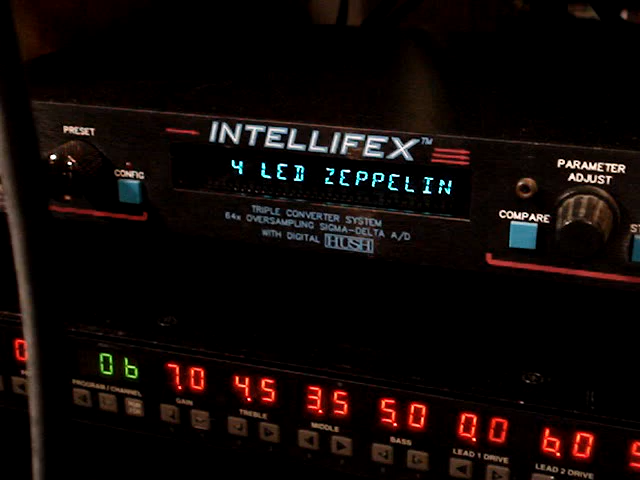 PRESET
CONFIG
INTELLIFEX™
4 LED ZEPPELIN
TRIPLE CONVERTER SYSTEM
64x OVERSAMPLING SIGMA-DELTA A/D
WITH DIGITAL HUSH
PARAMETER
ADJUST
COMPARE
ST
0b 7.0 4.5 3.5 5.0 0.0 6.0
PROGRAM / CHANNEL GAIN TREBLE MIDDLE BASS LEAD 1 DRIVE LEAD 2 DRIVE